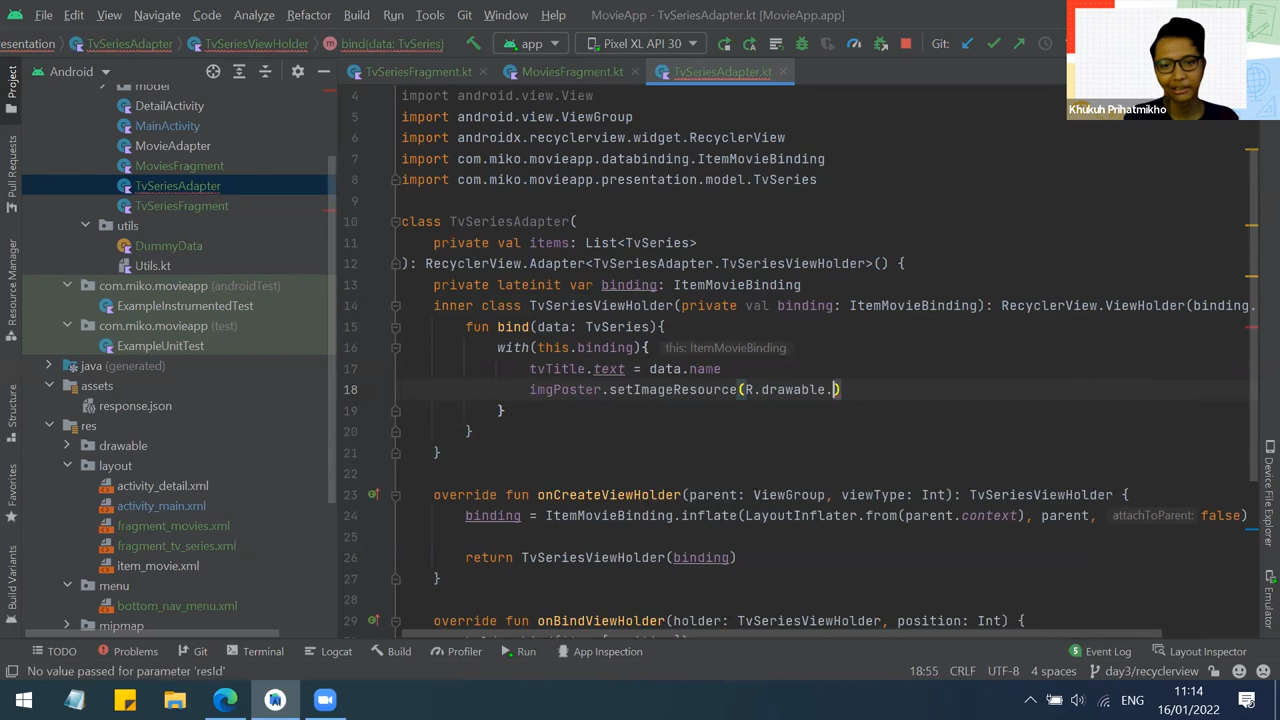 File Edit View Navigate Code Analyze Refactor Build Run Tools Git Window Help TvSeriesAdapter.kt [MovieApp.app]
esentation TvSeriesAdapter TvSeriesViewHolder bind(data: TvSeries) app API 30 Git:
Khukuh Prihatmikho
Android
TvSeriesFragment.kt MoviesFragment.kt TvSeriesAdapter.kt
Project
Pull Requests
Resource Manager
Structure
Favorites
Build Variants
model
DetailActivity
MainActivity
MovieAdapter
MoviesFragment
TvSeriesAdapter
TvSeriesFragment
utils
DummyData
Utils.kt
com.miko.movieapp (androidTest)
ExampleInstrumentedTest
com.miko.movieapp (test)
ExampleUnitTest
java (generated)
assets
response.json
res
drawable
layout
activity_detail.xml
activity_main.xml
fragment_movies.xml
fragment_tv_series.xml
item_movie.xml
menu
bottom_nav_menu.xml
mipmap
4 import android.view.View
5 import android.view.ViewGroup
6 import androidx.recyclerview.widget.RecyclerView
7 import com.miko.movieapp.databinding.ItemMovieBinding
8 import com.miko.movieapp.presentation.model.TvSeries
9
10 class TvSeriesAdapter(
11 private val items: List<TvSeries>
12 ): RecyclerView.Adapter<TvSeriesAdapter.TvSeriesViewHolder>() {
13 private lateinit var binding: ItemMovieBinding
14 inner class TvSeriesViewHolder(private val binding: ItemMovieBinding): RecyclerView.ViewHolder(binding.
15 fun bind(data: TvSeries){
16 with(this.binding){ this: ItemMovieBinding
17 tvTitle.text = data.name
18 imgPoster.setImageResource(R.drawable.)
19 }
20 }
21 }
22
23 override fun onCreateViewHolder(parent: ViewGroup, viewType: Int): TvSeriesViewHolder {
24 binding = ItemMovieBinding.inflate(LayoutInflater.from(parent.context), parent, attachToParent: false)
25
26 return TvSeriesViewHolder(binding)
27 }
28
29 override fun onBindViewHolder(holder: TvSeriesViewHolder, position: Int) {
Device File Explorer
Emulator
TODO Problems Git Terminal Logcat Build Profiler Run App Inspection Event Log Layout Inspector
No value passed for parameter 'resId' 18:55 CRLF UTF-8 4 spaces day3/recyclerview
ENG
11:14
16/01/2022